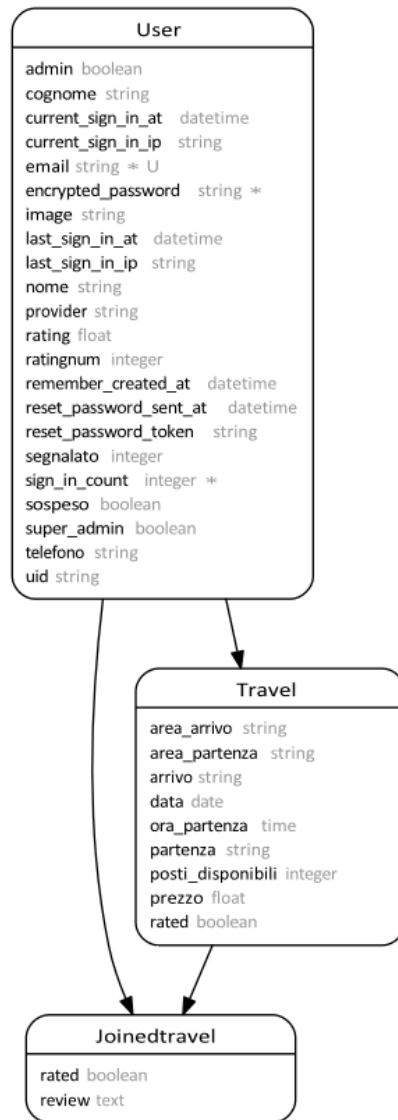 User
admin boolean
cognome string
current_sign_in_at datetime
current_sign_in_ip string
email string * U
encrypted_password string *
image string
last_sign_in_at datetime
last_sign_in_ip string
nome string
provider string
rating float
ratingnum integer
remember_created_at datetime
reset_password_sent_at datetime
reset_password_token string
segnalato integer
sign_in_count integer *
sospeso boolean
super_admin boolean
telefono string
uid string
Travel
area_arrivo string
area_partenza string
arrivo string
data date
ora_partenza time
partenza string
posti_disponibili integer
prezzo float
rated boolean
Joinedtravel
rated boolean
review text